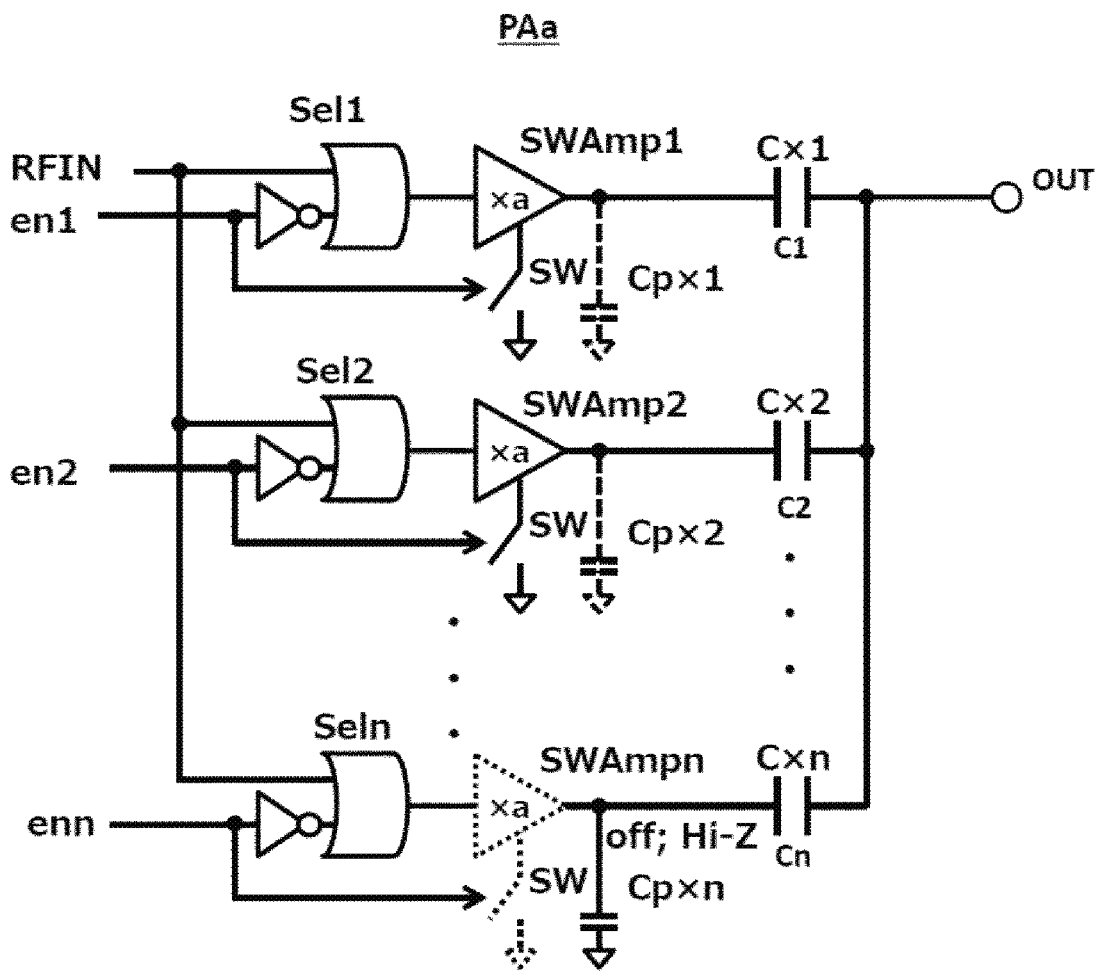 PAa
Sel1
SWAmp1
C×1
RFIN
OUT
×a
en1
C1
SW
Cp×1
Sel2
SWAmp2
C×2
×a
en2
C2
SW
Cp×2
Seln
SWAmpn
C×n
×a
enn
off; Hi-Z
Cn
SW
Cp×n